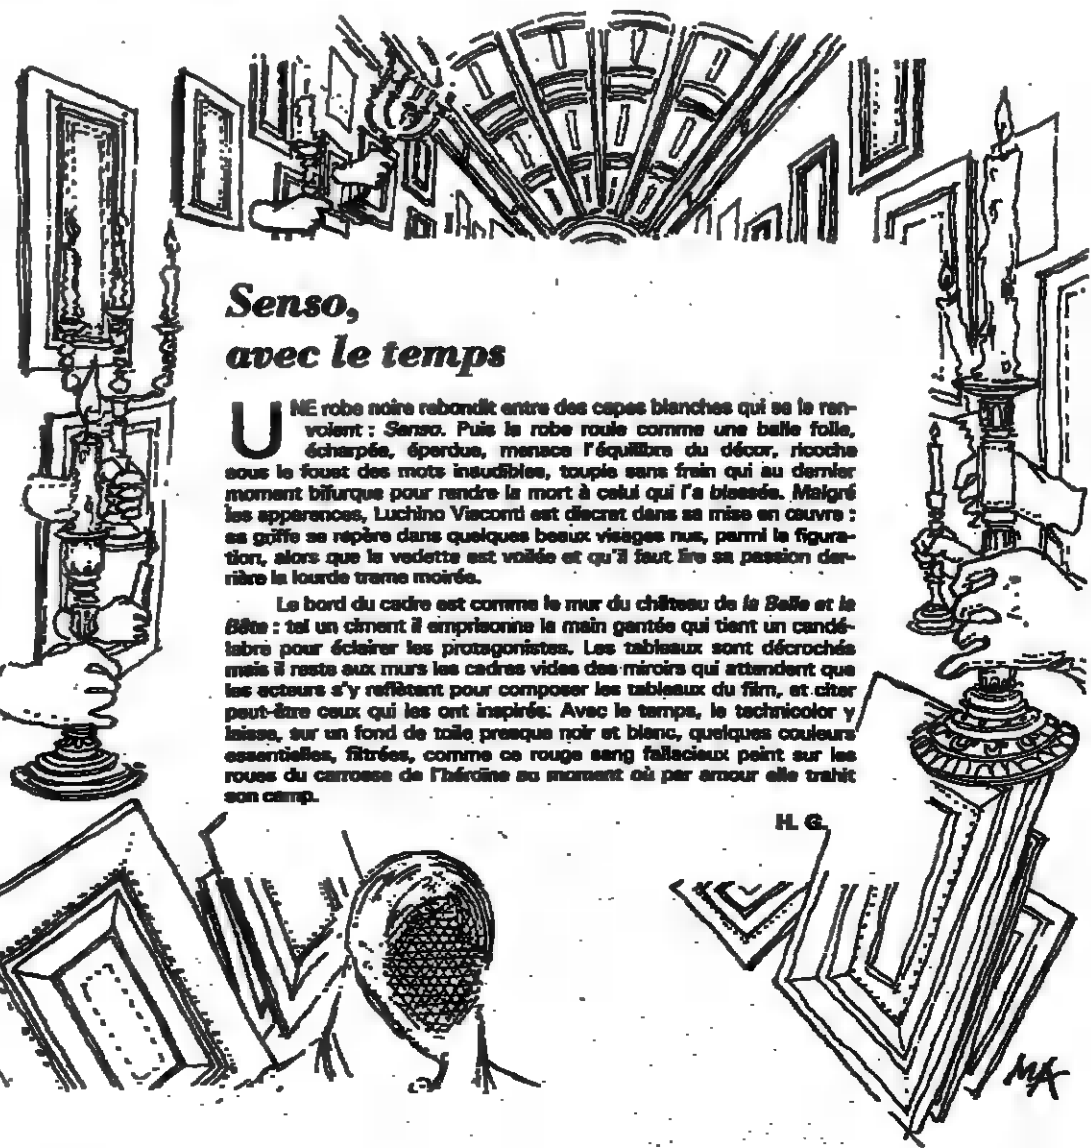 Senso,
avec le temps
UNE robe noire rebondit entre des capes blanches qui se la ren-
voient : Senso. Puis la robe roule comme une balle folle,
écharpée, éperdue, menace l'équilibre du décor, ricoche
sous le fouet des mots inaudibles, toupie sans frein qui au dernier
moment bifurque pour rendre la mort à celui qui l'a blessée. Malgré
les apparences, Luchino Visconti est discret dans sa mise en œuvre :
sa griffe se repère dans quelques beaux visages nus, parmi la figura-
tion, alors que la vedette est voilée et qu'il faut lire sa passion der-
rière la lourde trame moirée.
Le bord du cadre est comme le mur du château de la Belle et la
Bête : tel un ciment il emprisonne la main gantée qui tient un candé-
labre pour éclairer les protagonistes. Les tableaux sont décrochés
mais il reste aux murs les cadres vides des miroirs qui attendent que
les acteurs s'y reflètent pour composer les tableaux du film, et citer
peut-être ceux qui les ont inspirés. Avec le temps, le technicolor y
laisse, sur un fond de toile presque noir et blanc, quelques couleurs
essentielles, filtrées, comme ce rouge sang fallacieux peint sur les
roues du carrosse de l'héroïne au moment où par amour elle trahit
son camp.
H. G.
MA